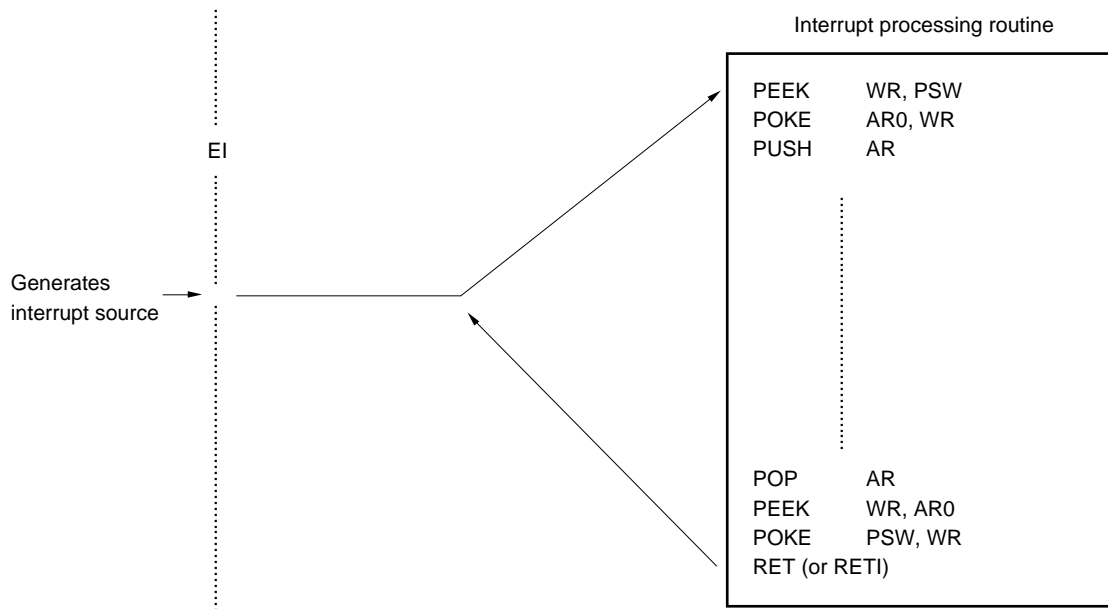 Interrupt processing routine
PEEK WR, PSW
POKE AR0, WR
PUSH AR
EI
Generates
interrupt source
POP AR
PEEK WR, AR0
POKE PSW, WR
RET (or RETI)